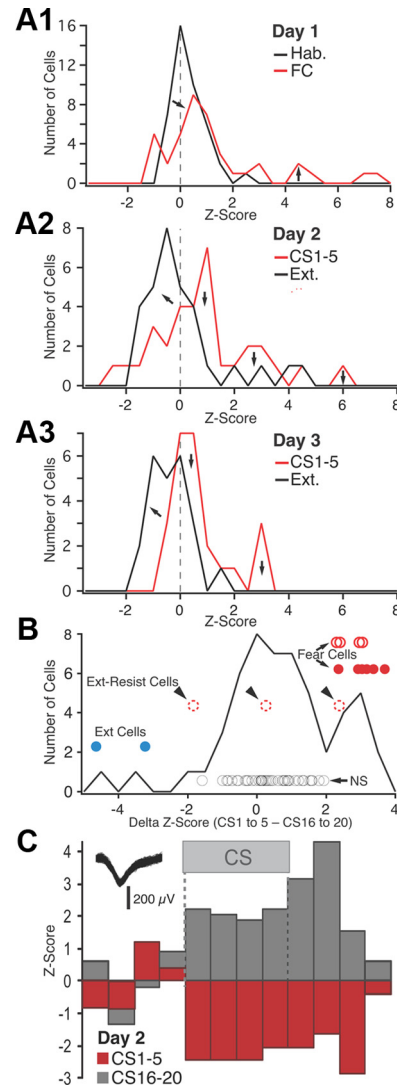 A1
Day 1
Hab.
FC
Number of Cells
16
12
8
4
0
-2 0 2 4 6 8
Z-Score
A2
Day 2
CS1-5
Ext.
Number of Cells
8
6
4
2
0
-2 0 2 4 6 8
Z-Score
A3
Day 3
CS1-5
Ext.
Number of Cells
6
4
2
0
-2 0 2 4 6 8
Z-Score
B
Number of Cells
8
6
4
2
0
Fear Cells
Ext-Resist Cells
Ext Cells
NS
-4 -2 0 2 4
Delta Z-Score (CS1 to 5 – CS16 to 20)
C
CS
200 µV
Z-Score
4
3
2
1
0
-1
-2
-3
Day 2
CS1-5
CS16-20